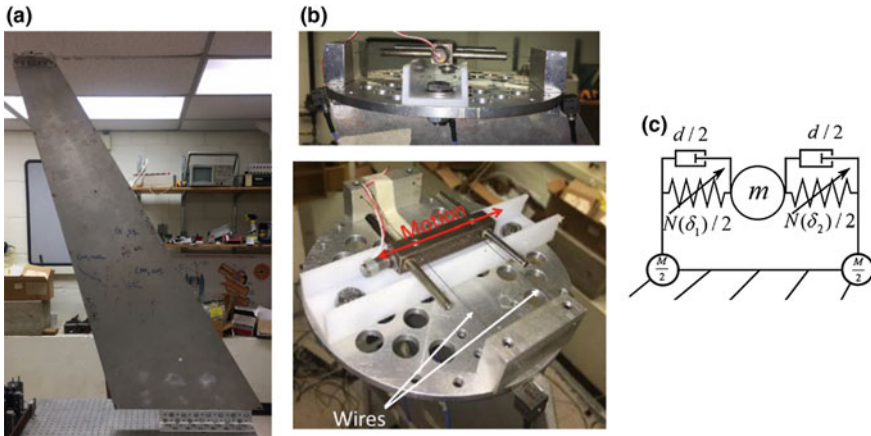 (a)
(b)
Motion
Wires
(c)
d/2 d/2
m
N(δ₁)/2 N(δ₂)/2
M/2 M/2